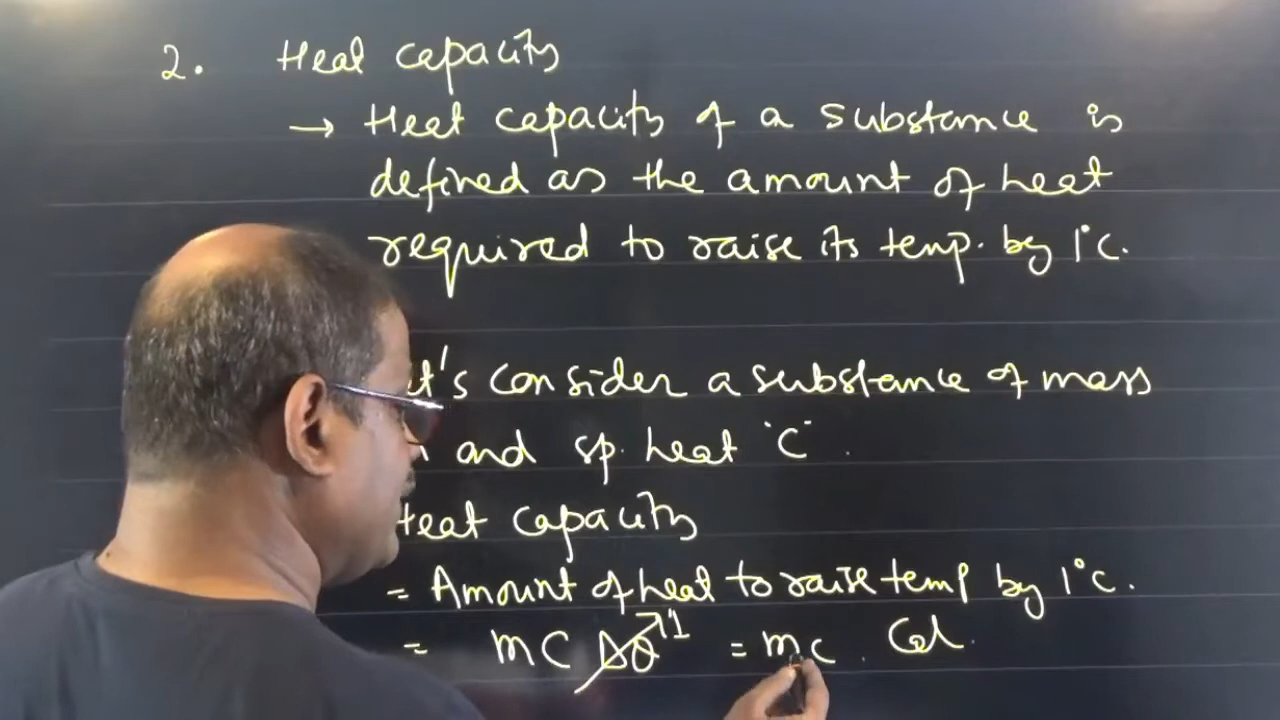 2. Heat capacity
→ Heat capacity of a substance is
defined as the amount of heat
required to raise its temp. by 1°c.
consider a substance of mass
and sp. heat "C".
capacity
= Amount of heat to raise temp by 1°c.
= mC Δθ ↗1 = mc. Cal.